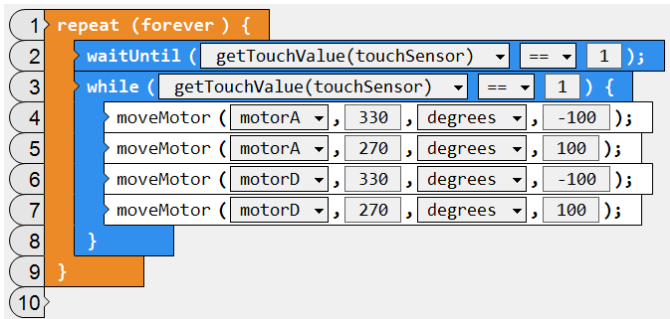 1 repeat (forever ) {
2 waitUntil ( getTouchValue(touchSensor) == 1 );
3 while ( getTouchValue(touchSensor) == 1 ) {
4 moveMotor ( motorA , 330 , degrees , -100 );
5 moveMotor ( motorA , 270 , degrees , 100 );
6 moveMotor ( motorD , 330 , degrees , -100 );
7 moveMotor ( motorD , 270 , degrees , 100 );
8 }
9 }
10